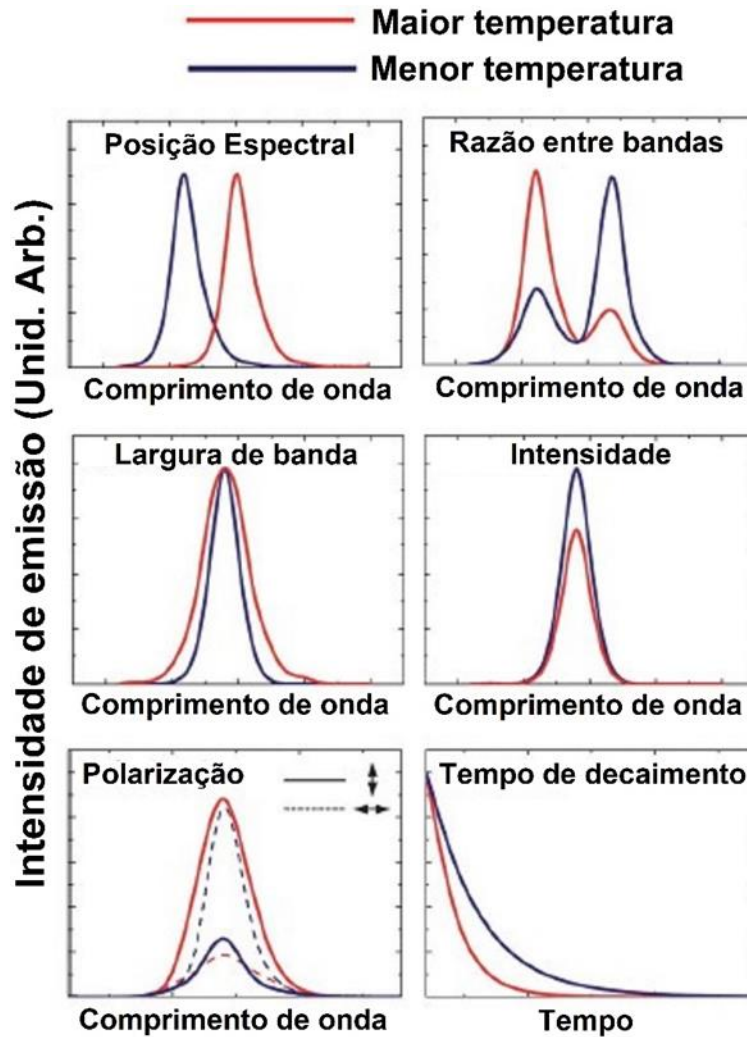 Maior temperatura
Menor temperatura
Intensidade de emissão (Unid. Arb.)
Posição Espectral
Comprimento de onda
Razão entre bandas
Comprimento de onda
Largura de banda
Comprimento de onda
Intensidade
Comprimento de onda
Polarização
Comprimento de onda
Tempo de decaimento
Tempo